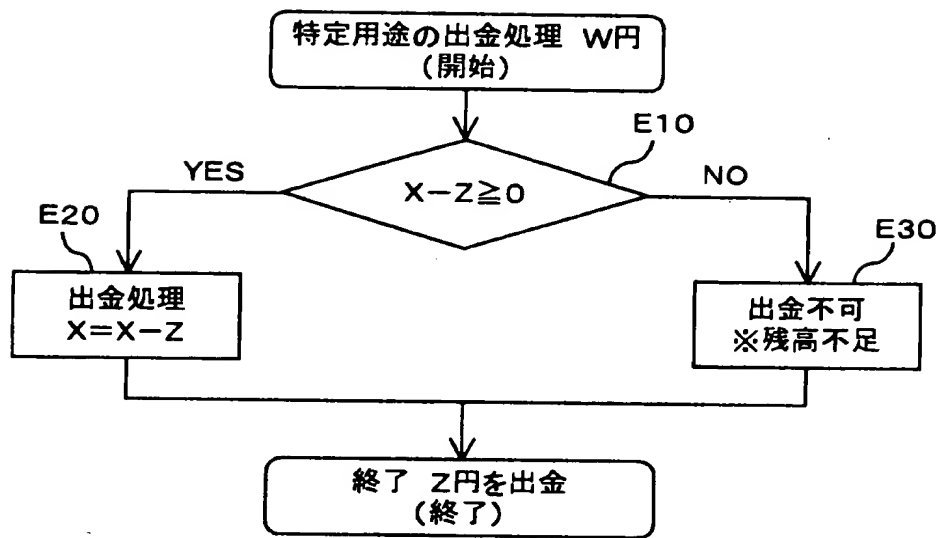 特定用途の出金処理 W円
(開始)
E10
YES
X-Z≧0
NO
E20
E30
出金処理
X=X-Z
出金不可
※残高不足
終了 Z円を出金
(終了)